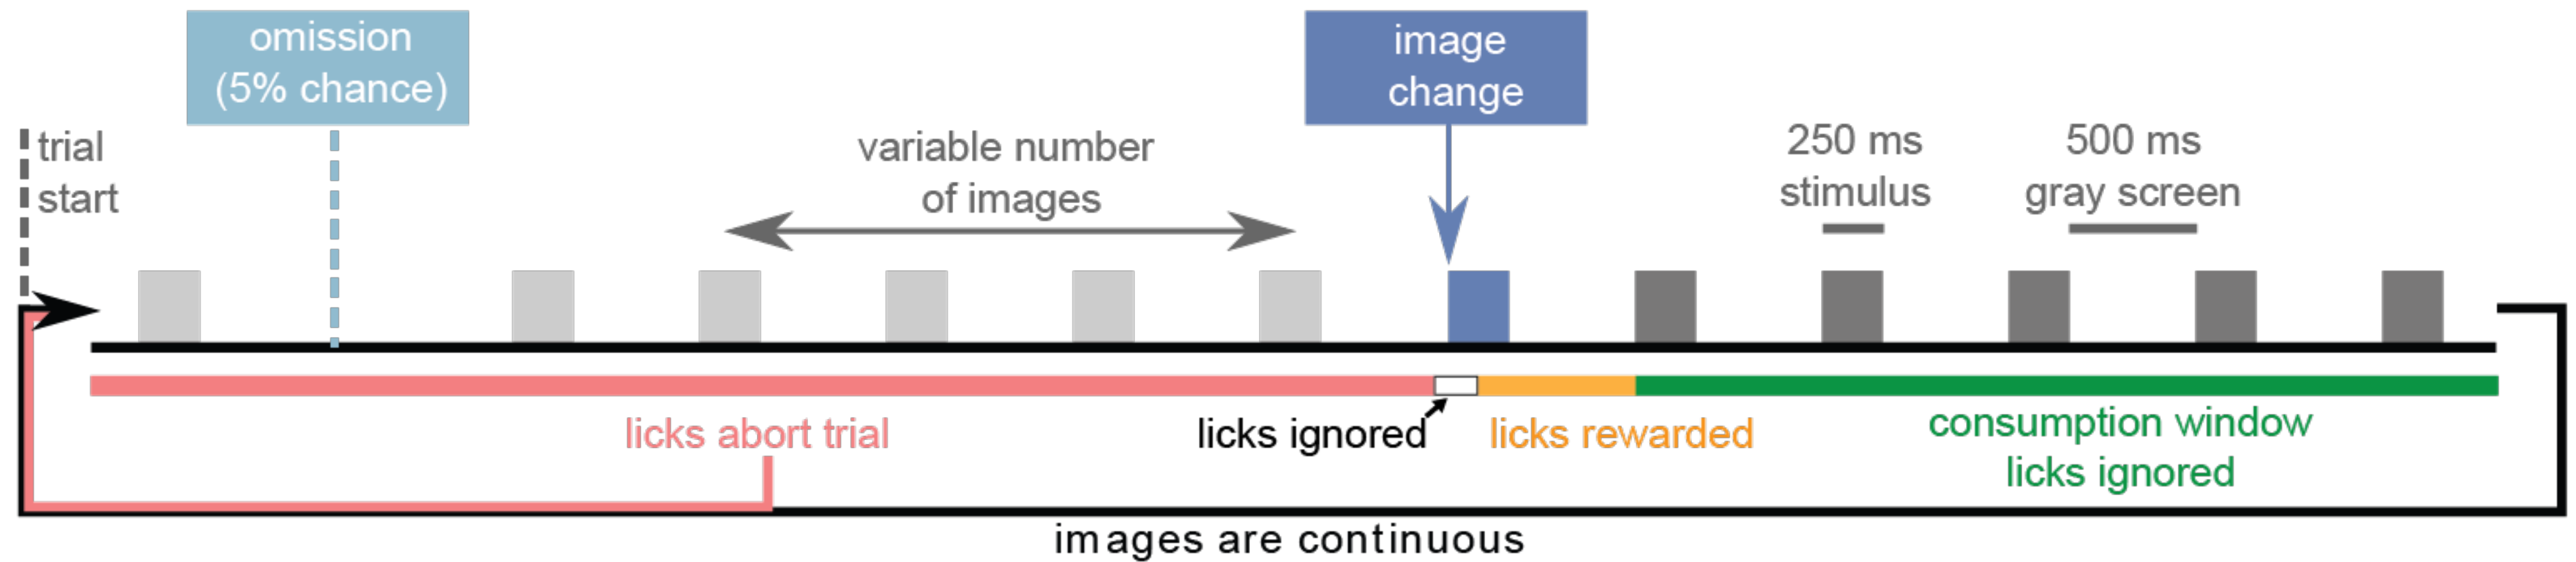 omission
(5% chance)
image
change
trial
start
variable number
of images
250 ms
stimulus
500 ms
gray screen
licks abort trial
licks ignored
licks rewarded
consumption window
licks ignored
images are continuous